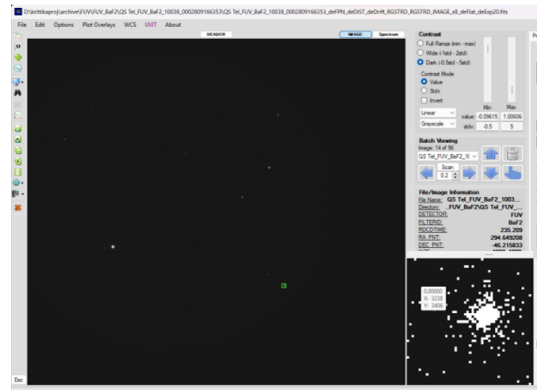 D:\krittikaproj\archive\FUV\FUV_BaF2\QS Tel_FUV_BaF2_10038_0002809166353\QS Tel_FUV_BaF2_10038_0002809166353_deFPN_deDIST_deDrift_RGSTRD_RGSTRD_IMAGE_x8_deFlat_deExp20.fits
File Edit Options Plot Overlays WCS UVIT About
HEADER IMAGE Spectrum
Contrast
Full Range (min - max)
Wide (-1std - 2std)
Dark (-0.5std - 5std)
Contrast Mode
Value
Stdv
Invert
Min Max
Linear value: -0.09615 1.00606
Grayscale stdv: -0.5 5
Batch Viewing
Image: 14 of 96
QS Tel_FUV_BaF2_1(
Scan
0.2
File/Image Information
File Name: QS Tel_FUV_BaF2_1003...
Directory: ..FUV_BaF2\QS Tel_FUV_...
DETECTOR: FUV
FILTERID: BaF2
RDCDTIME: 235.209
RA_PNT: 294.649208
DEC_PNT: -46.215833
0.00000
X: 3238
Y: 3406
Esc